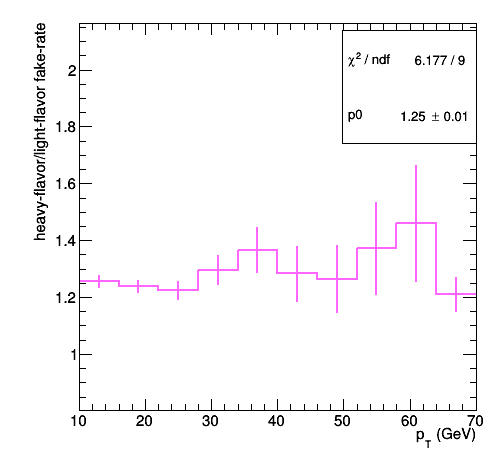 heavy-flavor/light-flavor fake-rate
χ² / ndf 6.177 / 9
p0 1.25 ± 0.01
2
1.8
1.6
1.4
1.2
1
10 20 30 40 50 60 70
p_T (GeV)